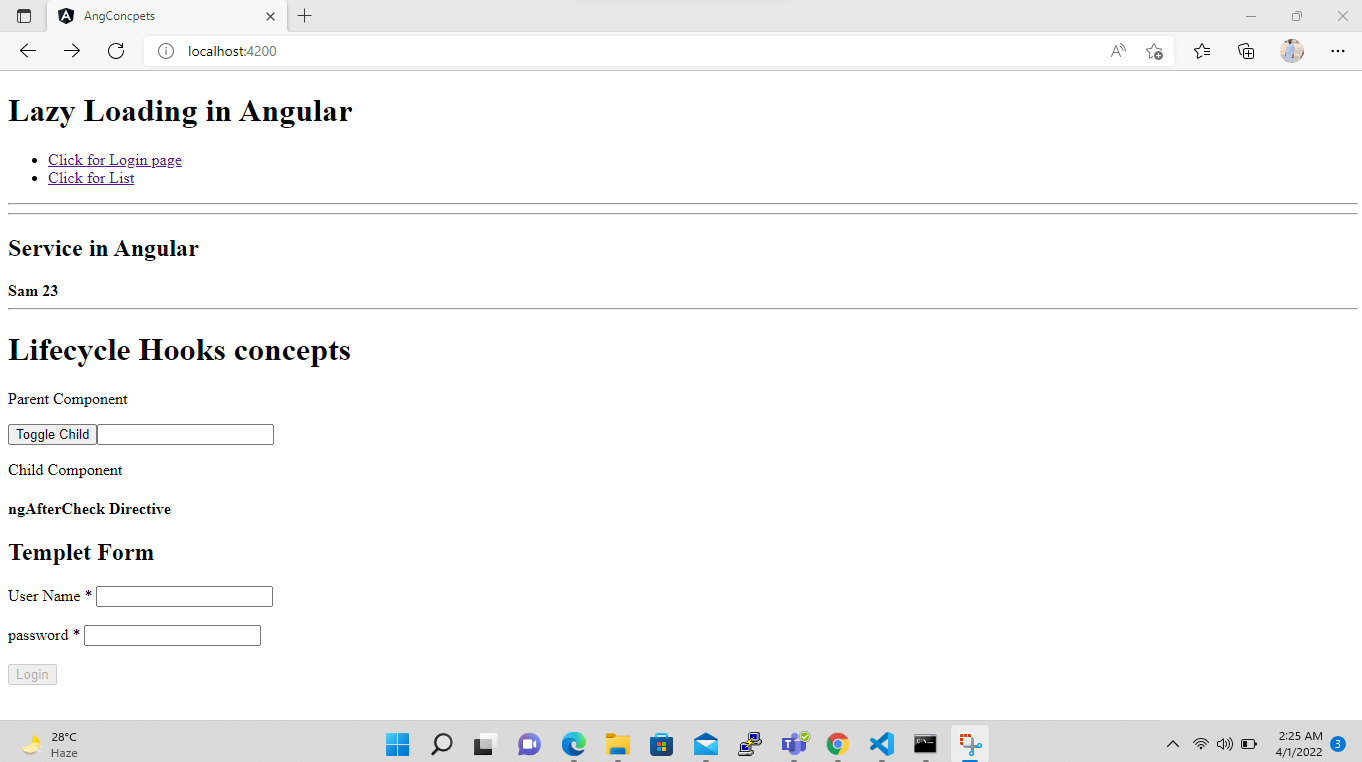 AngConcpets
localhost:4200
Lazy Loading in Angular
Click for Login page
Click for List
Service in Angular
Sam 23
Lifecycle Hooks concepts
Parent Component
Toggle Child
Child Component
ngAfterCheck Directive
Templet Form
User Name *
password *
Login
28°C
Haze
2:25 AM
4/1/2022
3